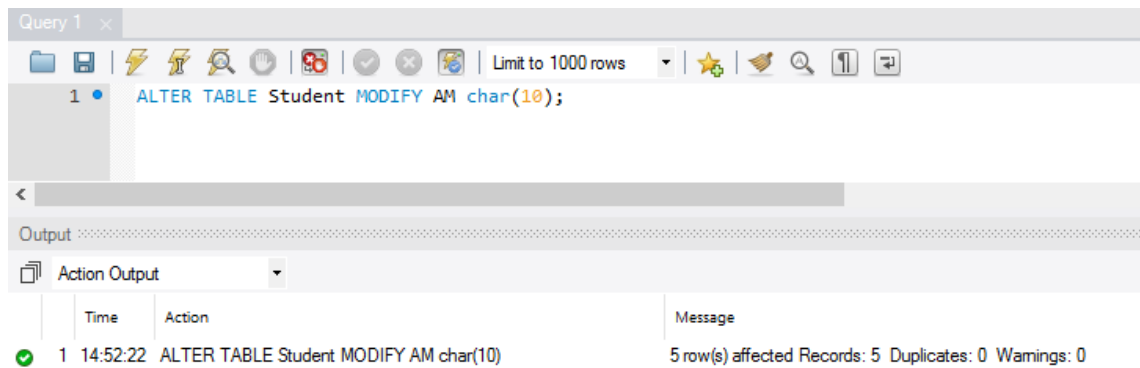 Query 1
Limit to 1000 rows
1 ALTER TABLE Student MODIFY AM char(10);
Output
Action Output
Time Action Message
1 14:52:22 ALTER TABLE Student MODIFY AM char(10) 5 row(s) affected Records: 5 Duplicates: 0 Warnings: 0